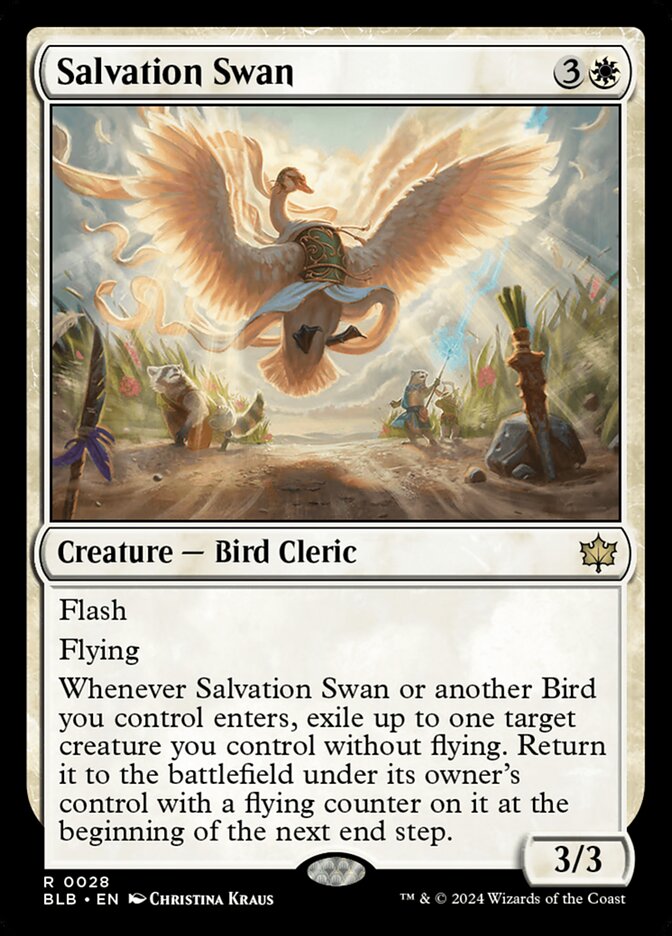 Salvation Swan 3
Creature — Bird Cleric
Flash
Flying
Whenever Salvation Swan or another Bird
you control enters, exile up to one target
creature you control without flying. Return
it to the battlefield under its owner's
control with a flying counter on it at the
beginning of the next end step.
3/3
R 0028
BLB • EN Christina Kraus
™ & © 2024 Wizards of the Coast